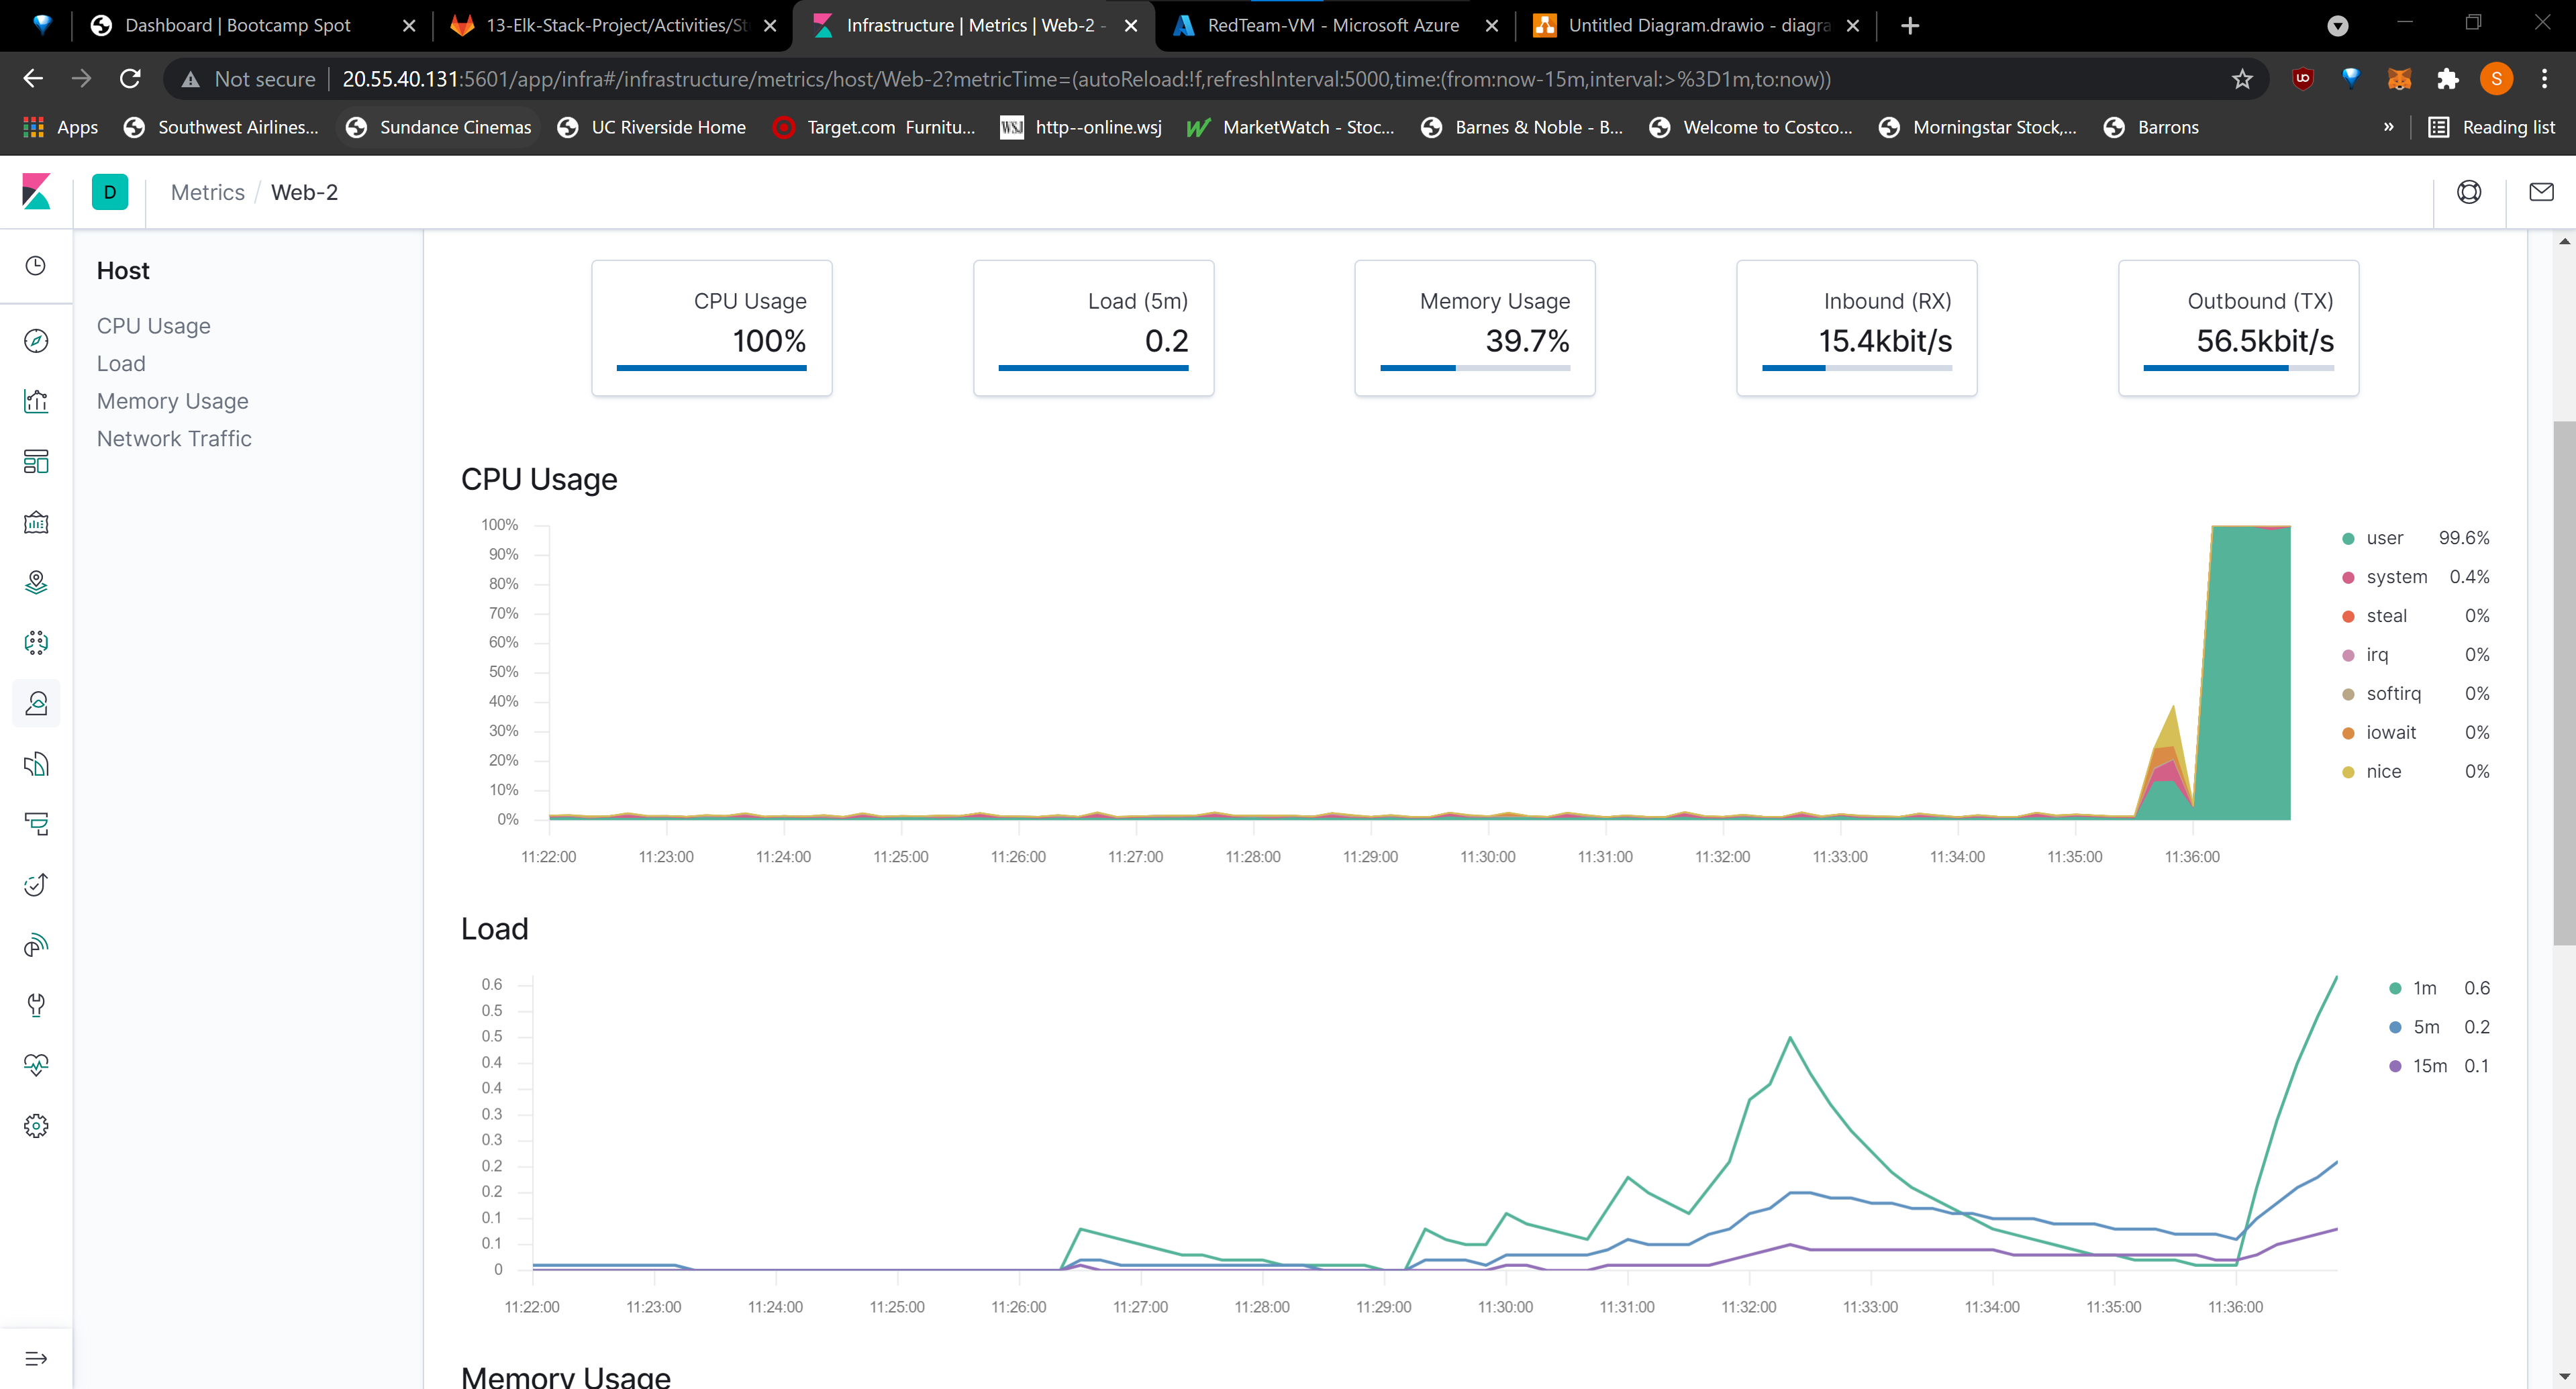 Dashboard | Bootcamp Spot
13-Elk-Stack-Project/Activities/St
Infrastructure | Metrics | Web-2 -
RedTeam-VM - Microsoft Azure
Untitled Diagram.drawio - diagra
Not secure
20.55.40.131:5601/app/infra#/infrastructure/metrics/host/Web-2?metricTime=(autoReload:!f,refreshInterval:5000,time:(from:now-15m,interval:>%3D1m,to:now))
S
Apps
Southwest Airlines...
Sundance Cinemas
UC Riverside Home
Target.com Furnitu...
WSJ
http--online.wsj
MarketWatch - Stoc...
Barnes & Noble - B...
Welcome to Costco...
Morningstar Stock,...
Barrons
»
Reading list
D
Metrics / Web-2
Host
CPU Usage
Load
Memory Usage
Network Traffic
CPU Usage
100%
Load (5m)
0.2
Memory Usage
39.7%
Inbound (RX)
15.4kbit/s
Outbound (TX)
56.5kbit/s
CPU Usage
100%
90%
80%
70%
60%
50%
40%
30%
20%
10%
0%
11:22:00 11:23:00 11:24:00 11:25:00 11:26:00 11:27:00 11:28:00 11:29:00 11:30:00 11:31:00 11:32:00 11:33:00 11:34:00 11:35:00 11:36:00
user 99.6%
system 0.4%
steal 0%
irq 0%
softirq 0%
iowait 0%
nice 0%
Load
0.6
0.5
0.5
0.4
0.4
0.3
0.3
0.2
0.2
0.1
0.1
0
11:22:00 11:23:00 11:24:00 11:25:00 11:26:00 11:27:00 11:28:00 11:29:00 11:30:00 11:31:00 11:32:00 11:33:00 11:34:00 11:35:00 11:36:00
1m 0.6
5m 0.2
15m 0.1
Memory Usage